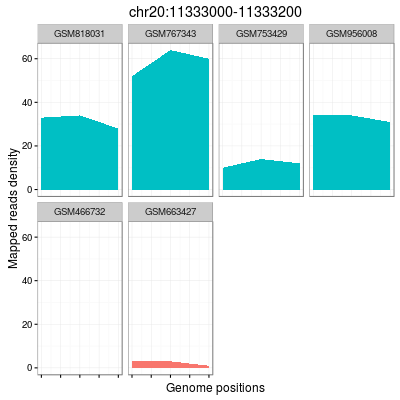 chr20:11333000-11333200
GSM818031 GSM767343 GSM753429 GSM956008
60
40
20
0
GSM466732 GSM663427
60
40
20
0
Mapped reads density
Genome positions